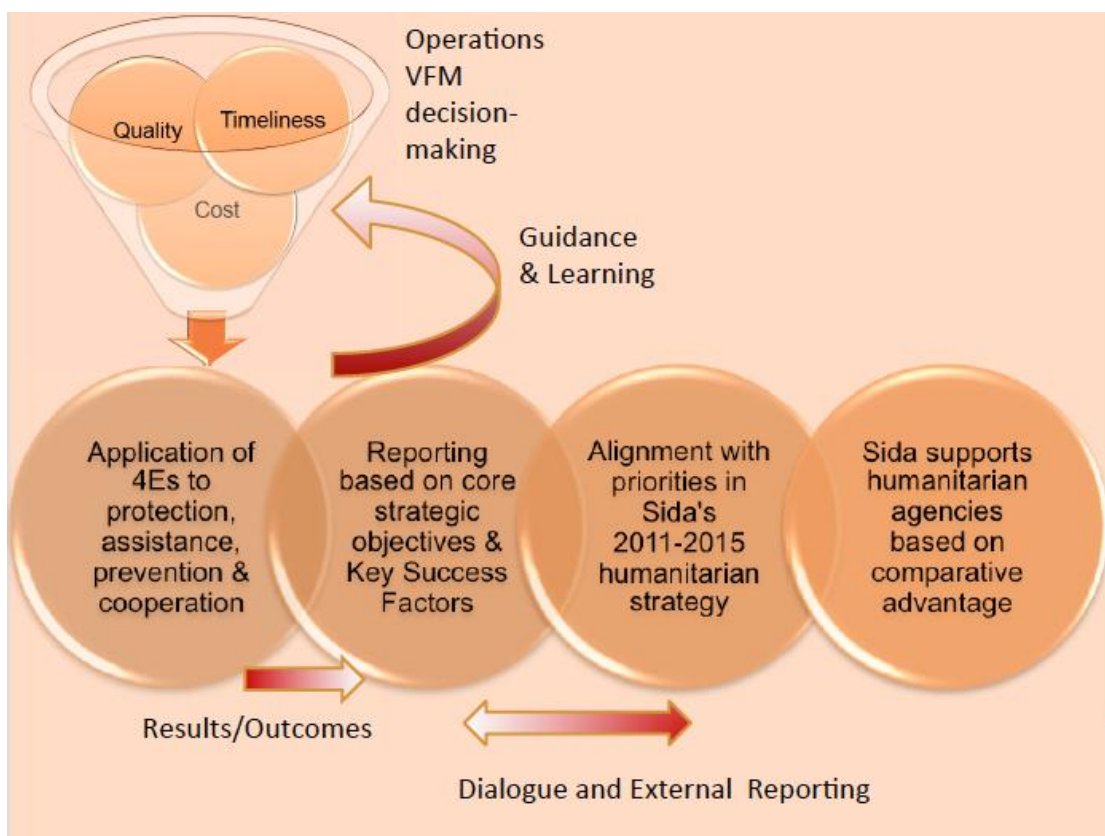 Operations
VFM
decision-
making
Quality
Timeliness
Cost
Guidance
& Learning
Application of
4Es to
protection,
assistance,
prevention &
cooperation
Reporting
based on core
strategic
objectives &
Key Success
Factors
Alignment with
priorities in
Sida's
2011-2015
humanitarian
strategy
Sida supports
humanitarian
agencies
based on
comparative
advantage
Results/Outcomes
Dialogue and External Reporting